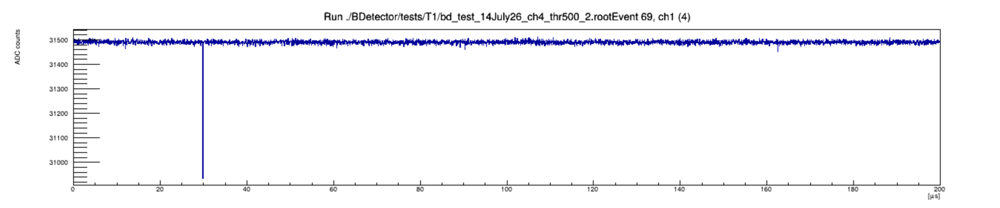 Run ./BDetector/tests/T1/bd_test_14July26_ch4_thr500_2.rootEvent 69, ch1 (4)
ADC counts
31500
31400
31300
31200
31100
31000
0 20 40 60 80 100 120 140 160 180 200
[μs]